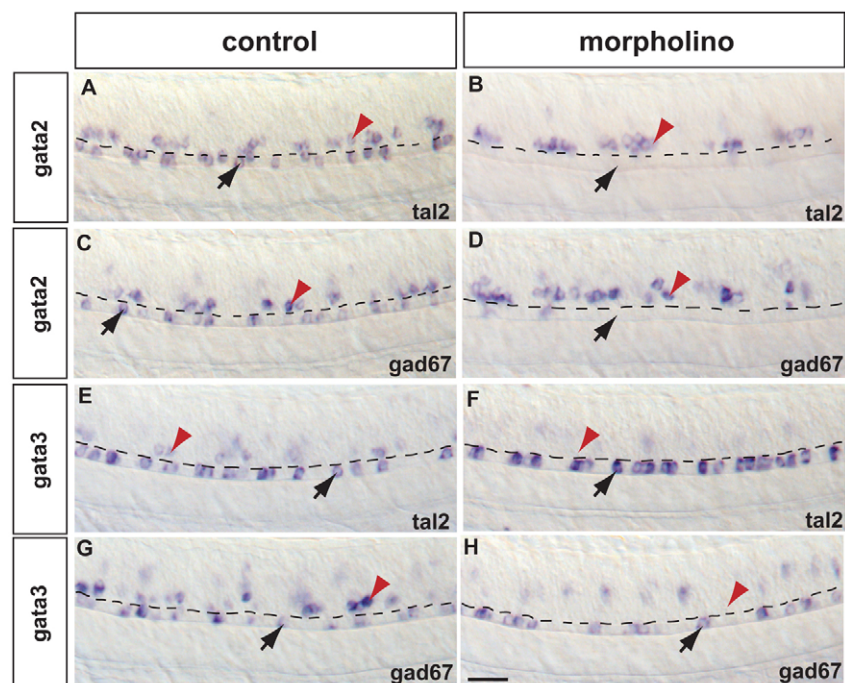 control
morpholino
gata2
A
tal2
B
tal2
gata2
C
gad67
D
gad67
gata3
E
tal2
F
tal2
gata3
G
gad67
H
gad67